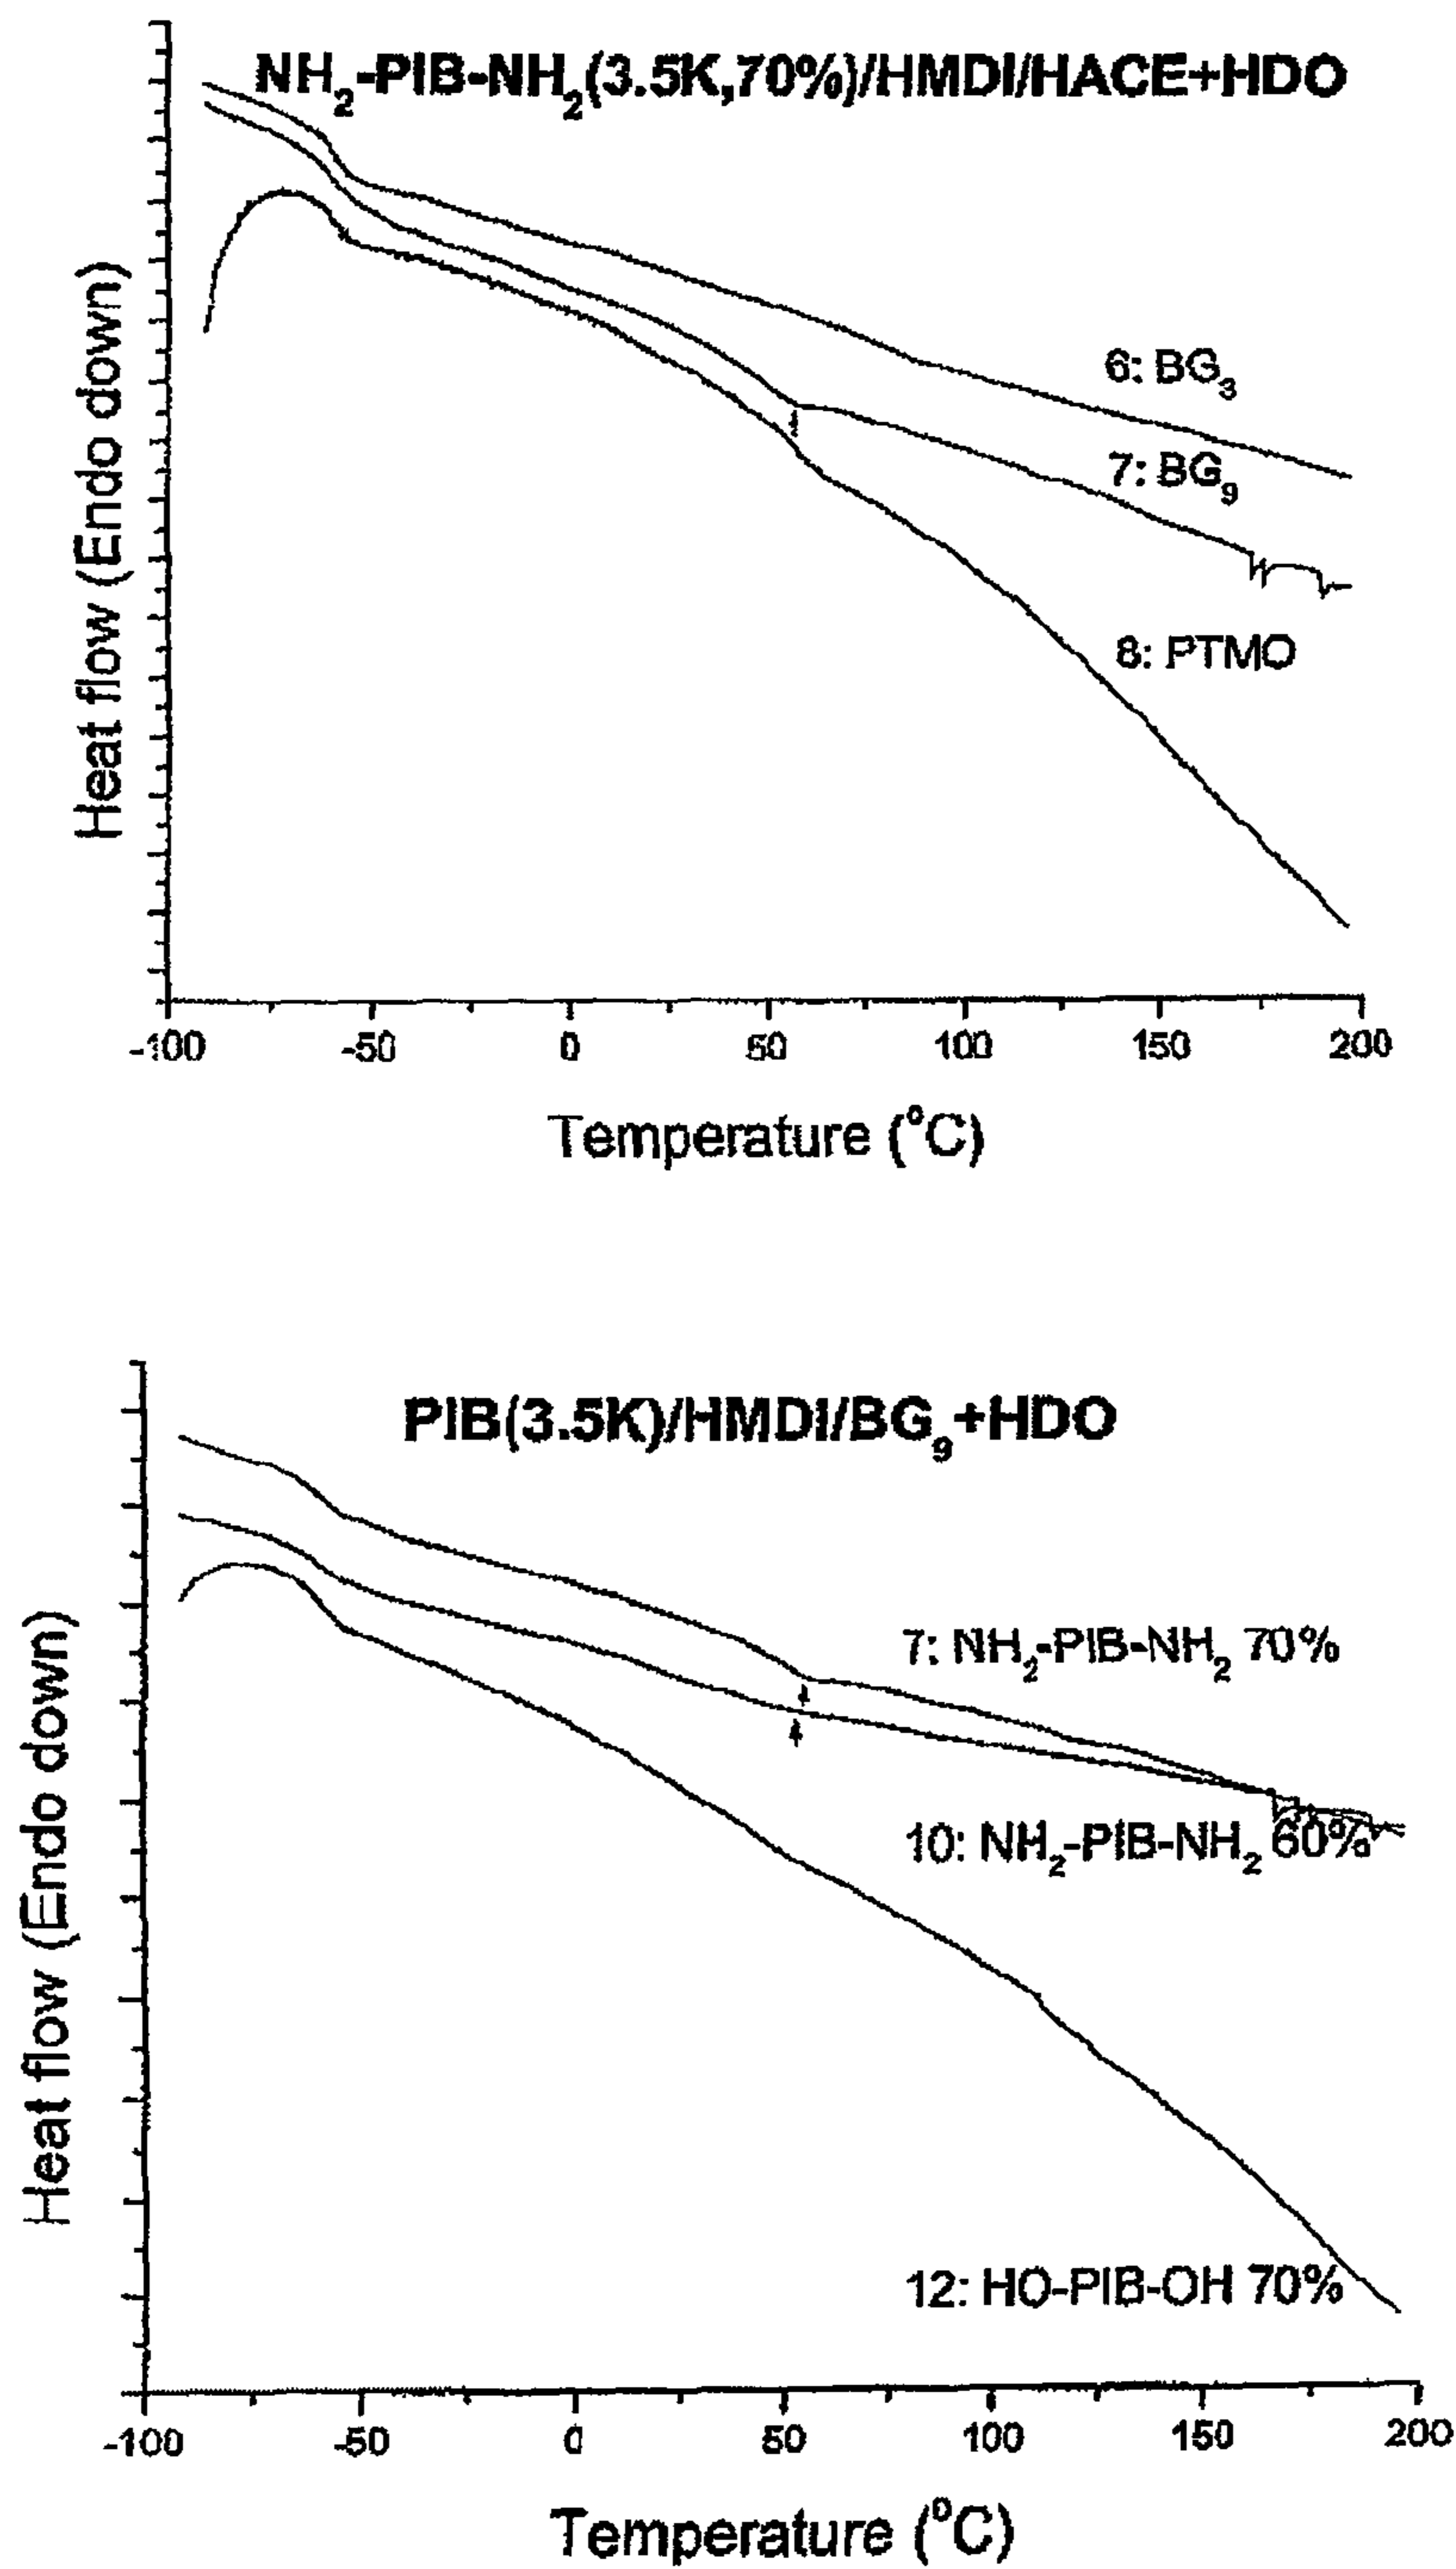 NH2-PIB-NH2(3.5K,70%)/HMDI/HACE+HDO
Heat flow (Endo down)
6: BG3
7: BG9
8: PTMO
-100 -50 0 50 100 150 200
Temperature (°C)
PIB(3.5K)/HMDI/BG9+HDO
Heat flow (Endo down)
7: NH2-PIB-NH2 70%
10: NH2-PIB-NH2 60%
12: HO-PIB-OH 70%
-100 -50 0 50 100 150 200
Temperature (°C)